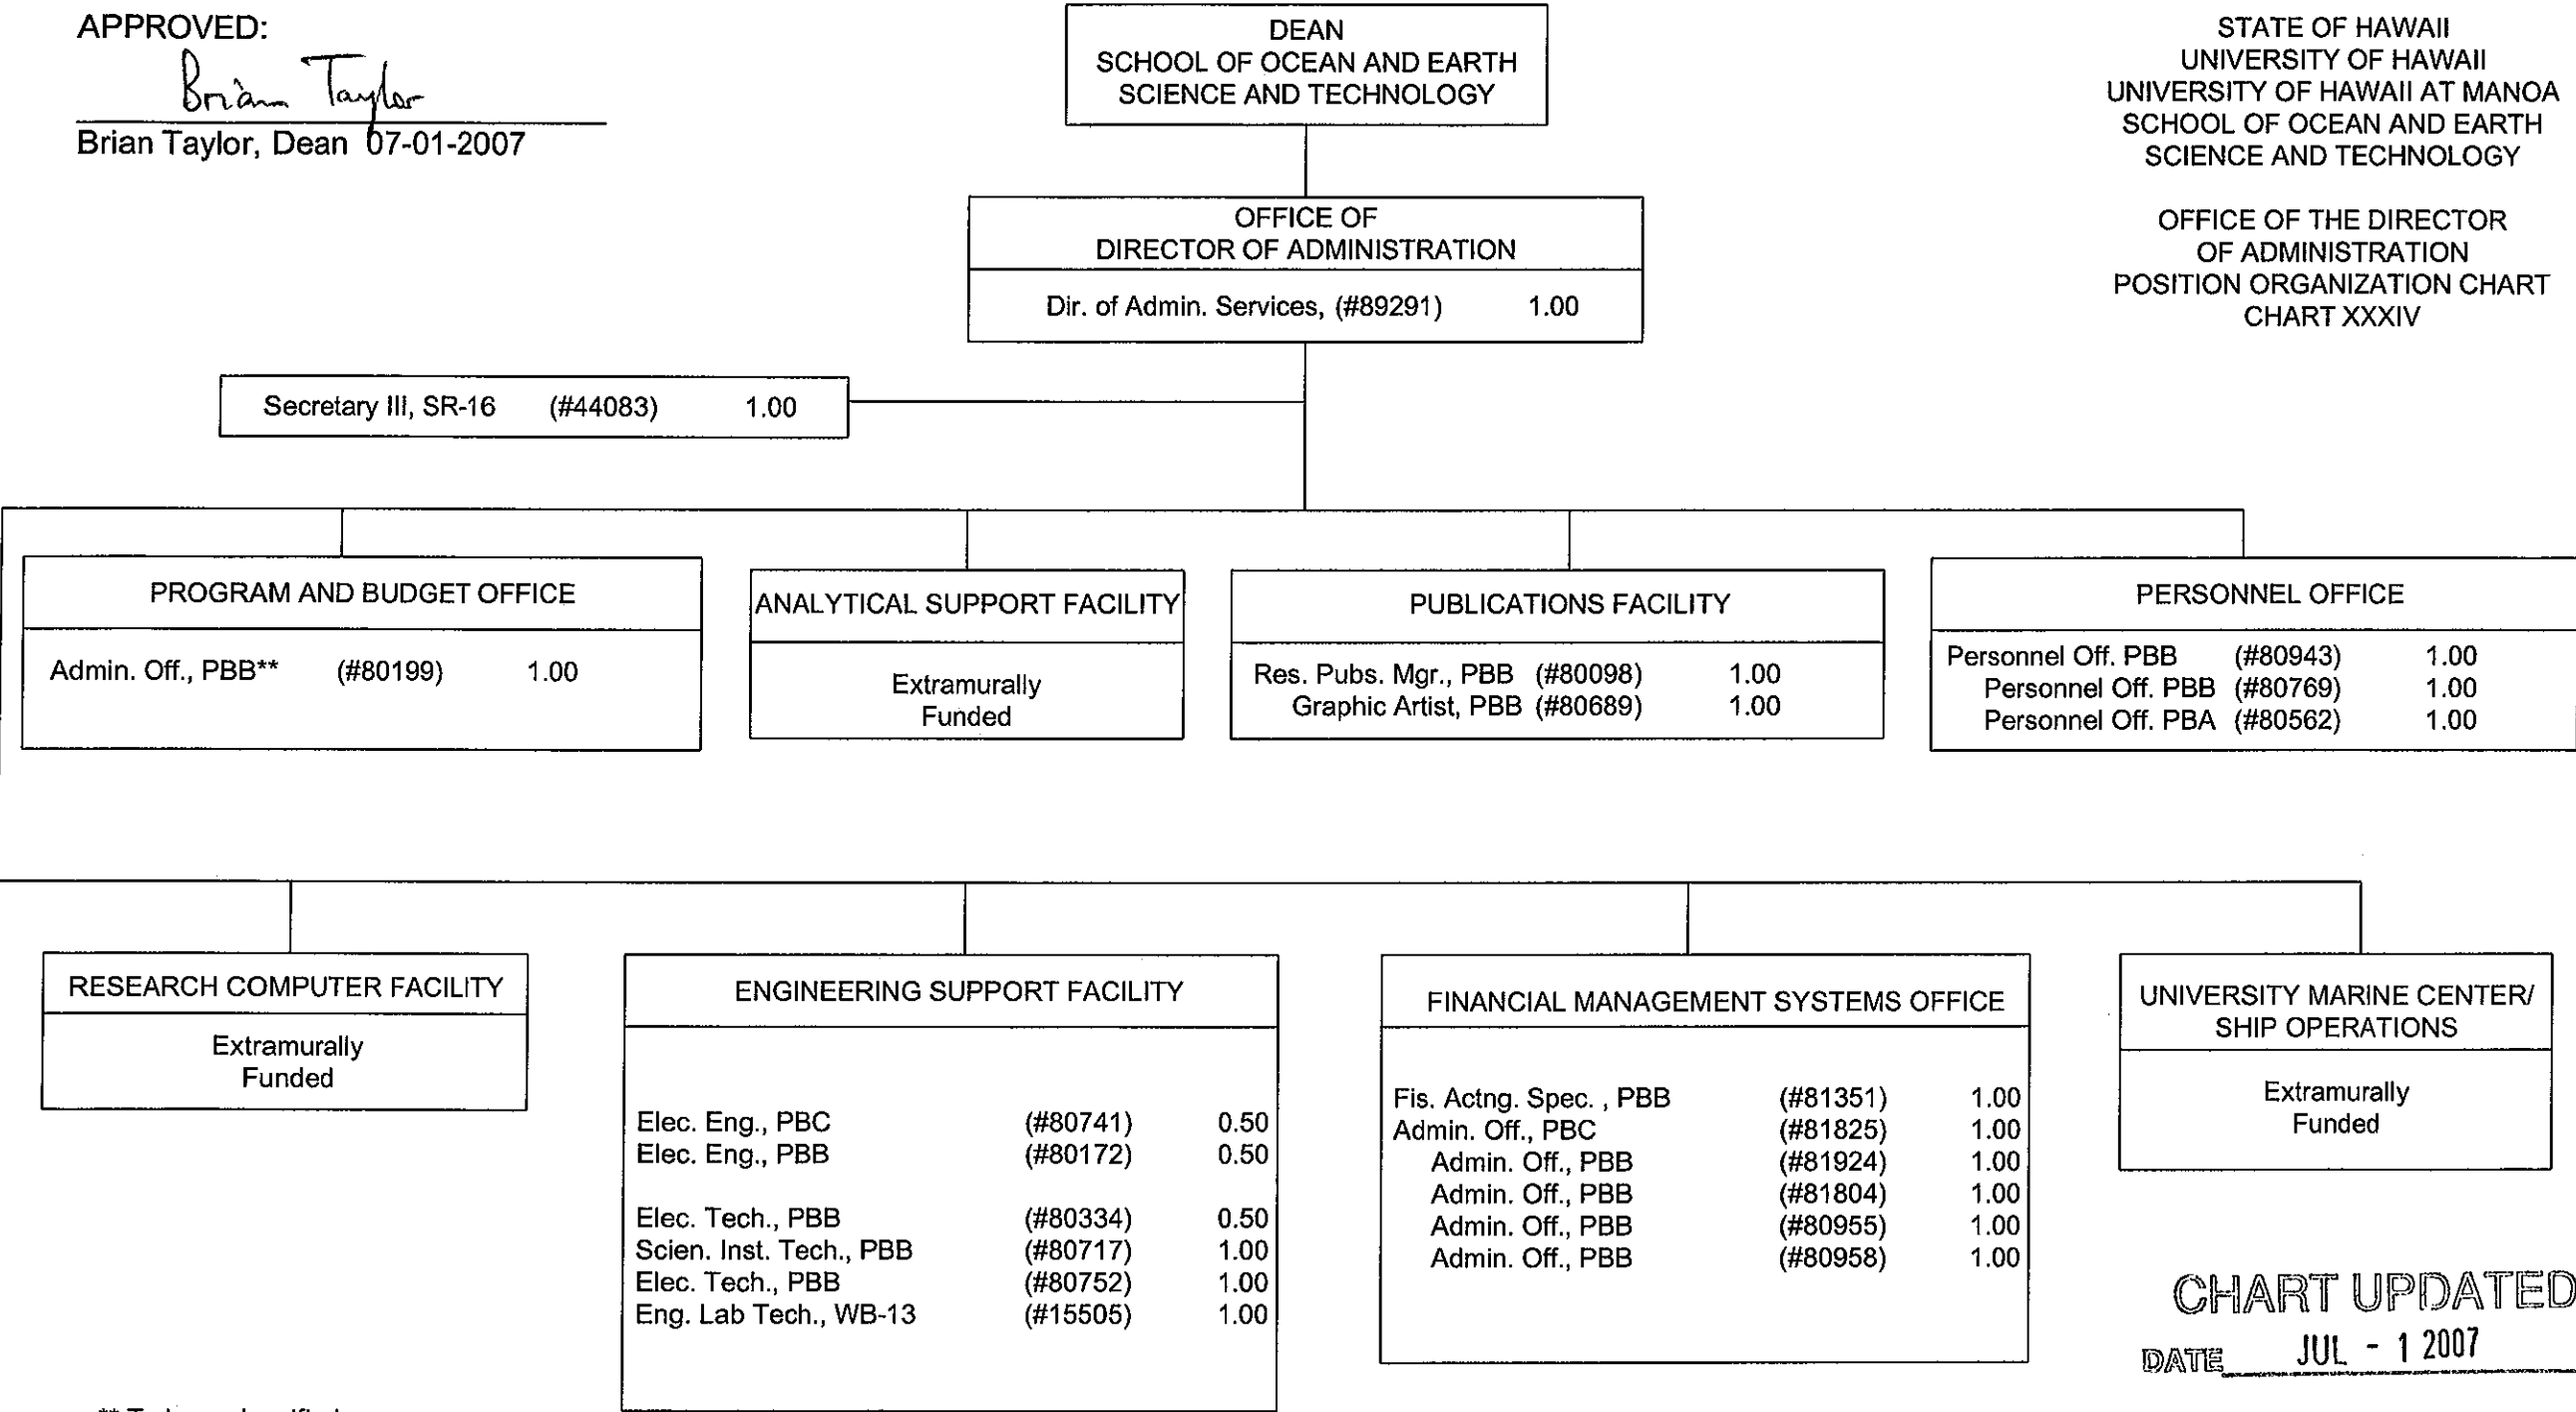 APPROVED:
Brian Taylor
Brian Taylor, Dean 07-01-2007
DEAN
SCHOOL OF OCEAN AND EARTH
SCIENCE AND TECHNOLOGY
STATE OF HAWAII
UNIVERSITY OF HAWAII
UNIVERSITY OF HAWAII AT MANOA
SCHOOL OF OCEAN AND EARTH
SCIENCE AND TECHNOLOGY
OFFICE OF THE DIRECTOR
OF ADMINISTRATION
POSITION ORGANIZATION CHART
CHART XXXIV
OFFICE OF
DIRECTOR OF ADMINISTRATION
Dir. of Admin. Services, (#89291) 1.00
Secretary III, SR-16 (#44083) 1.00
PROGRAM AND BUDGET OFFICE
Admin. Off., PBB** (#80199) 1.00
ANALYTICAL SUPPORT FACILITY
Extramurally
Funded
PUBLICATIONS FACILITY
Res. Pubs. Mgr., PBB (#80098) 1.00
Graphic Artist, PBB (#80689) 1.00
PERSONNEL OFFICE
Personnel Off. PBB (#80943) 1.00
Personnel Off. PBB (#80769) 1.00
Personnel Off. PBA (#80562) 1.00
RESEARCH COMPUTER FACILITY
Extramurally
Funded
ENGINEERING SUPPORT FACILITY
Elec. Eng., PBC (#80741) 0.50
Elec. Eng., PBB (#80172) 0.50
Elec. Tech., PBB (#80334) 0.50
Scien. Inst. Tech., PBB (#80717) 1.00
Elec. Tech., PBB (#80752) 1.00
Eng. Lab Tech., WB-13 (#15505) 1.00
FINANCIAL MANAGEMENT SYSTEMS OFFICE
Fis. Actng. Spec. , PBB (#81351) 1.00
Admin. Off., PBC (#81825) 1.00
Admin. Off., PBB (#81924) 1.00
Admin. Off., PBB (#81804) 1.00
Admin. Off., PBB (#80955) 1.00
Admin. Off., PBB (#80958) 1.00
UNIVERSITY MARINE CENTER/
SHIP OPERATIONS
Extramurally
Funded
CHART UPDATED
DATE JUL - 1 2007